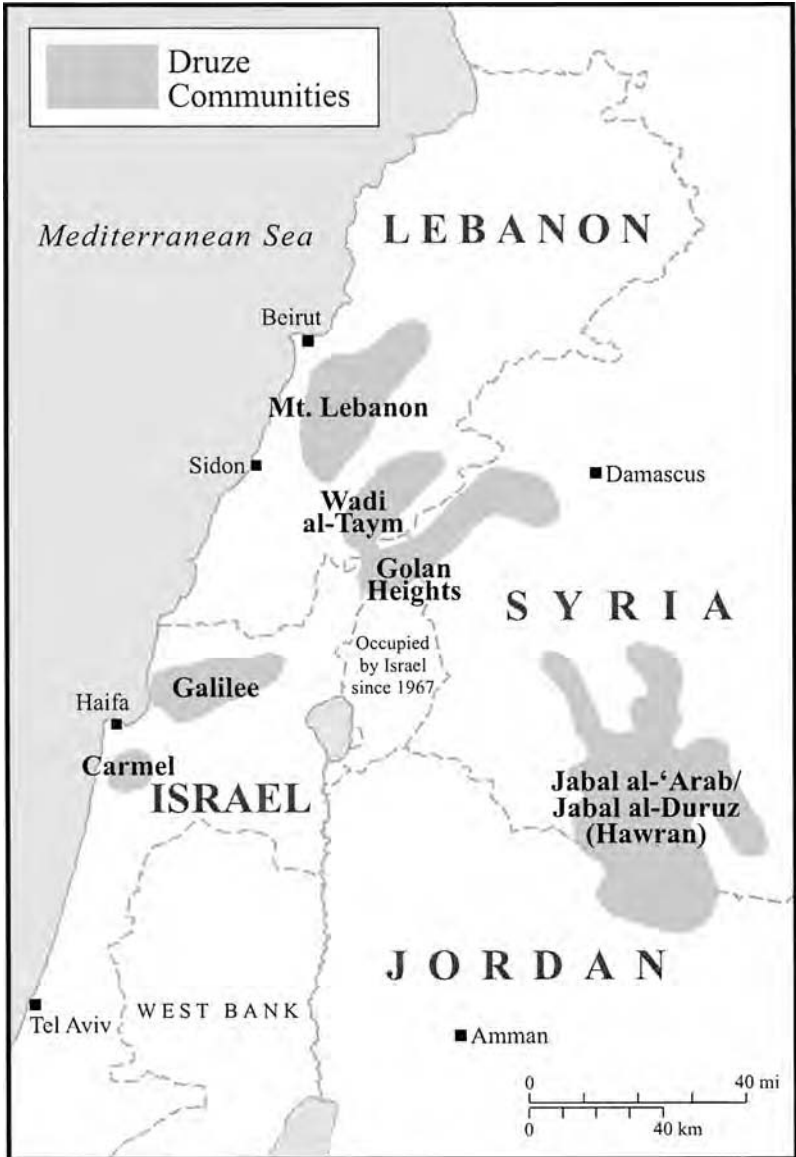 Druze
Communities
Mediterranean Sea
LEBANON
Beirut
Mt. Lebanon
Sidon
Damascus
Wadi
al-Taym
Golan
Heights
SYRIA
Occupied
by Israel
since 1967
Galilee
Haifa
Carmel
ISRAEL
Jabal al-‘Arab/
Jabal al-Duruz
(Hawran)
JORDAN
WEST BANK
Tel Aviv
Amman
0 40 mi
0 40 km